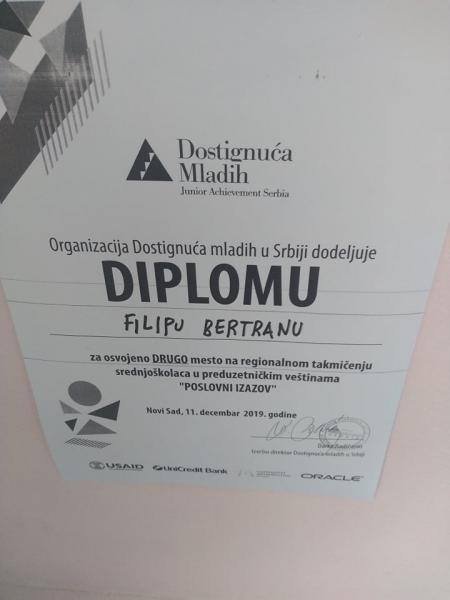 Dostignuća
Mladih
Junior Achievement Serbia
Organizacija Dostignuća mladih u Srbiji dodeljuje
DIPLOMU
FILIPU BERTRANU
za osvojeno DRUGO mesto na regionalnom takmičenju
srednjoškolaca u preduzetničkim veštinama
"POSLOVNI IZAZOV"
Novi Sad, 11. decembar 2019. godine
Izvršni direktor Dostignuća mladih u Srbiji
USAID UniCredit Bank ORACLE